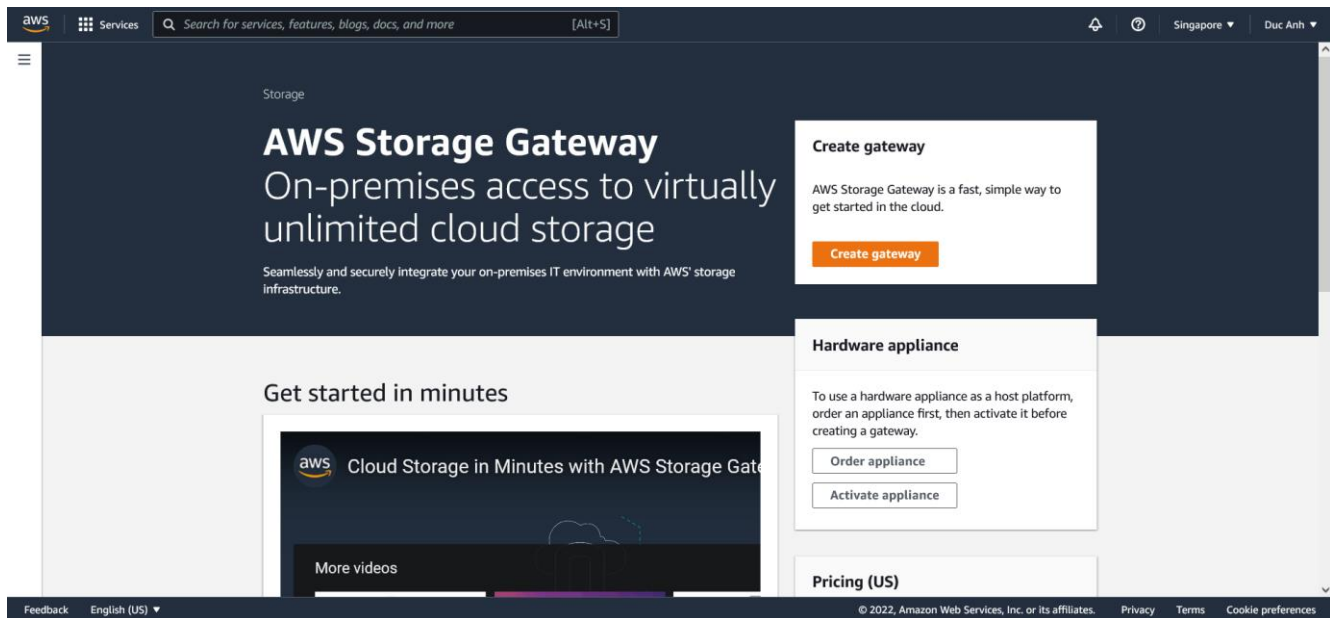 aws
Services
Search for services, features, blogs, docs, and more
[Alt+S]
Singapore ▼
Duc Anh ▼
Storage
AWS Storage Gateway
On-premises access to virtually
unlimited cloud storage
Seamlessly and securely integrate your on-premises IT environment with AWS' storage
infrastructure.
Create gateway
AWS Storage Gateway is a fast, simple way to
get started in the cloud.
Create gateway
Hardware appliance
To use a hardware appliance as a host platform,
order an appliance first, then activate it before
creating a gateway.
Order appliance
Activate appliance
Get started in minutes
aws
Cloud Storage in Minutes with AWS Storage Gate
More videos
Pricing (US)
Feedback
English (US) ▼
© 2022, Amazon Web Services, Inc. or its affiliates.
Privacy
Terms
Cookie preferences